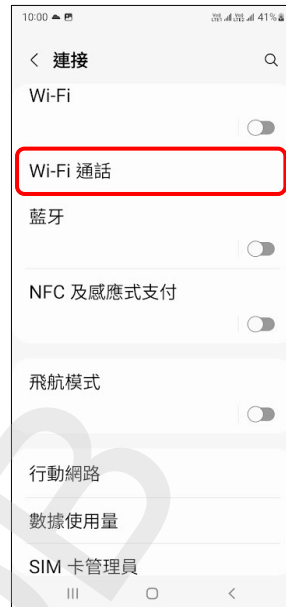 10:00
41%
連接
Wi-Fi
Wi-Fi 通話
藍牙
NFC 及感應式支付
飛航模式
行動網路
數據使用量
SIM 卡管理員